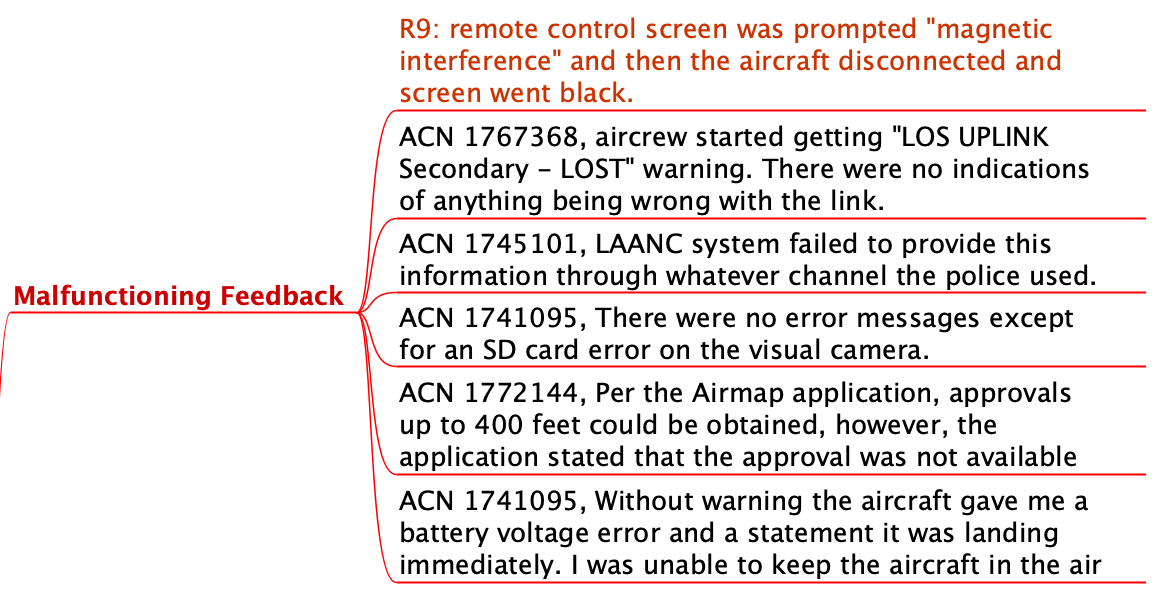 R9: remote control screen was prompted "magnetic
interference" and then the aircraft disconnected and
screen went black.
ACN 1767368, aircrew started getting "LOS UPLINK
Secondary – LOST" warning. There were no indications
of anything being wrong with the link.
ACN 1745101, LAANC system failed to provide this
information through whatever channel the police used.
Malfunctioning Feedback
ACN 1741095, There were no error messages except
for an SD card error on the visual camera.
ACN 1772144, Per the Airmap application, approvals
up to 400 feet could be obtained, however, the
application stated that the approval was not available
ACN 1741095, Without warning the aircraft gave me a
battery voltage error and a statement it was landing
immediately. I was unable to keep the aircraft in the air